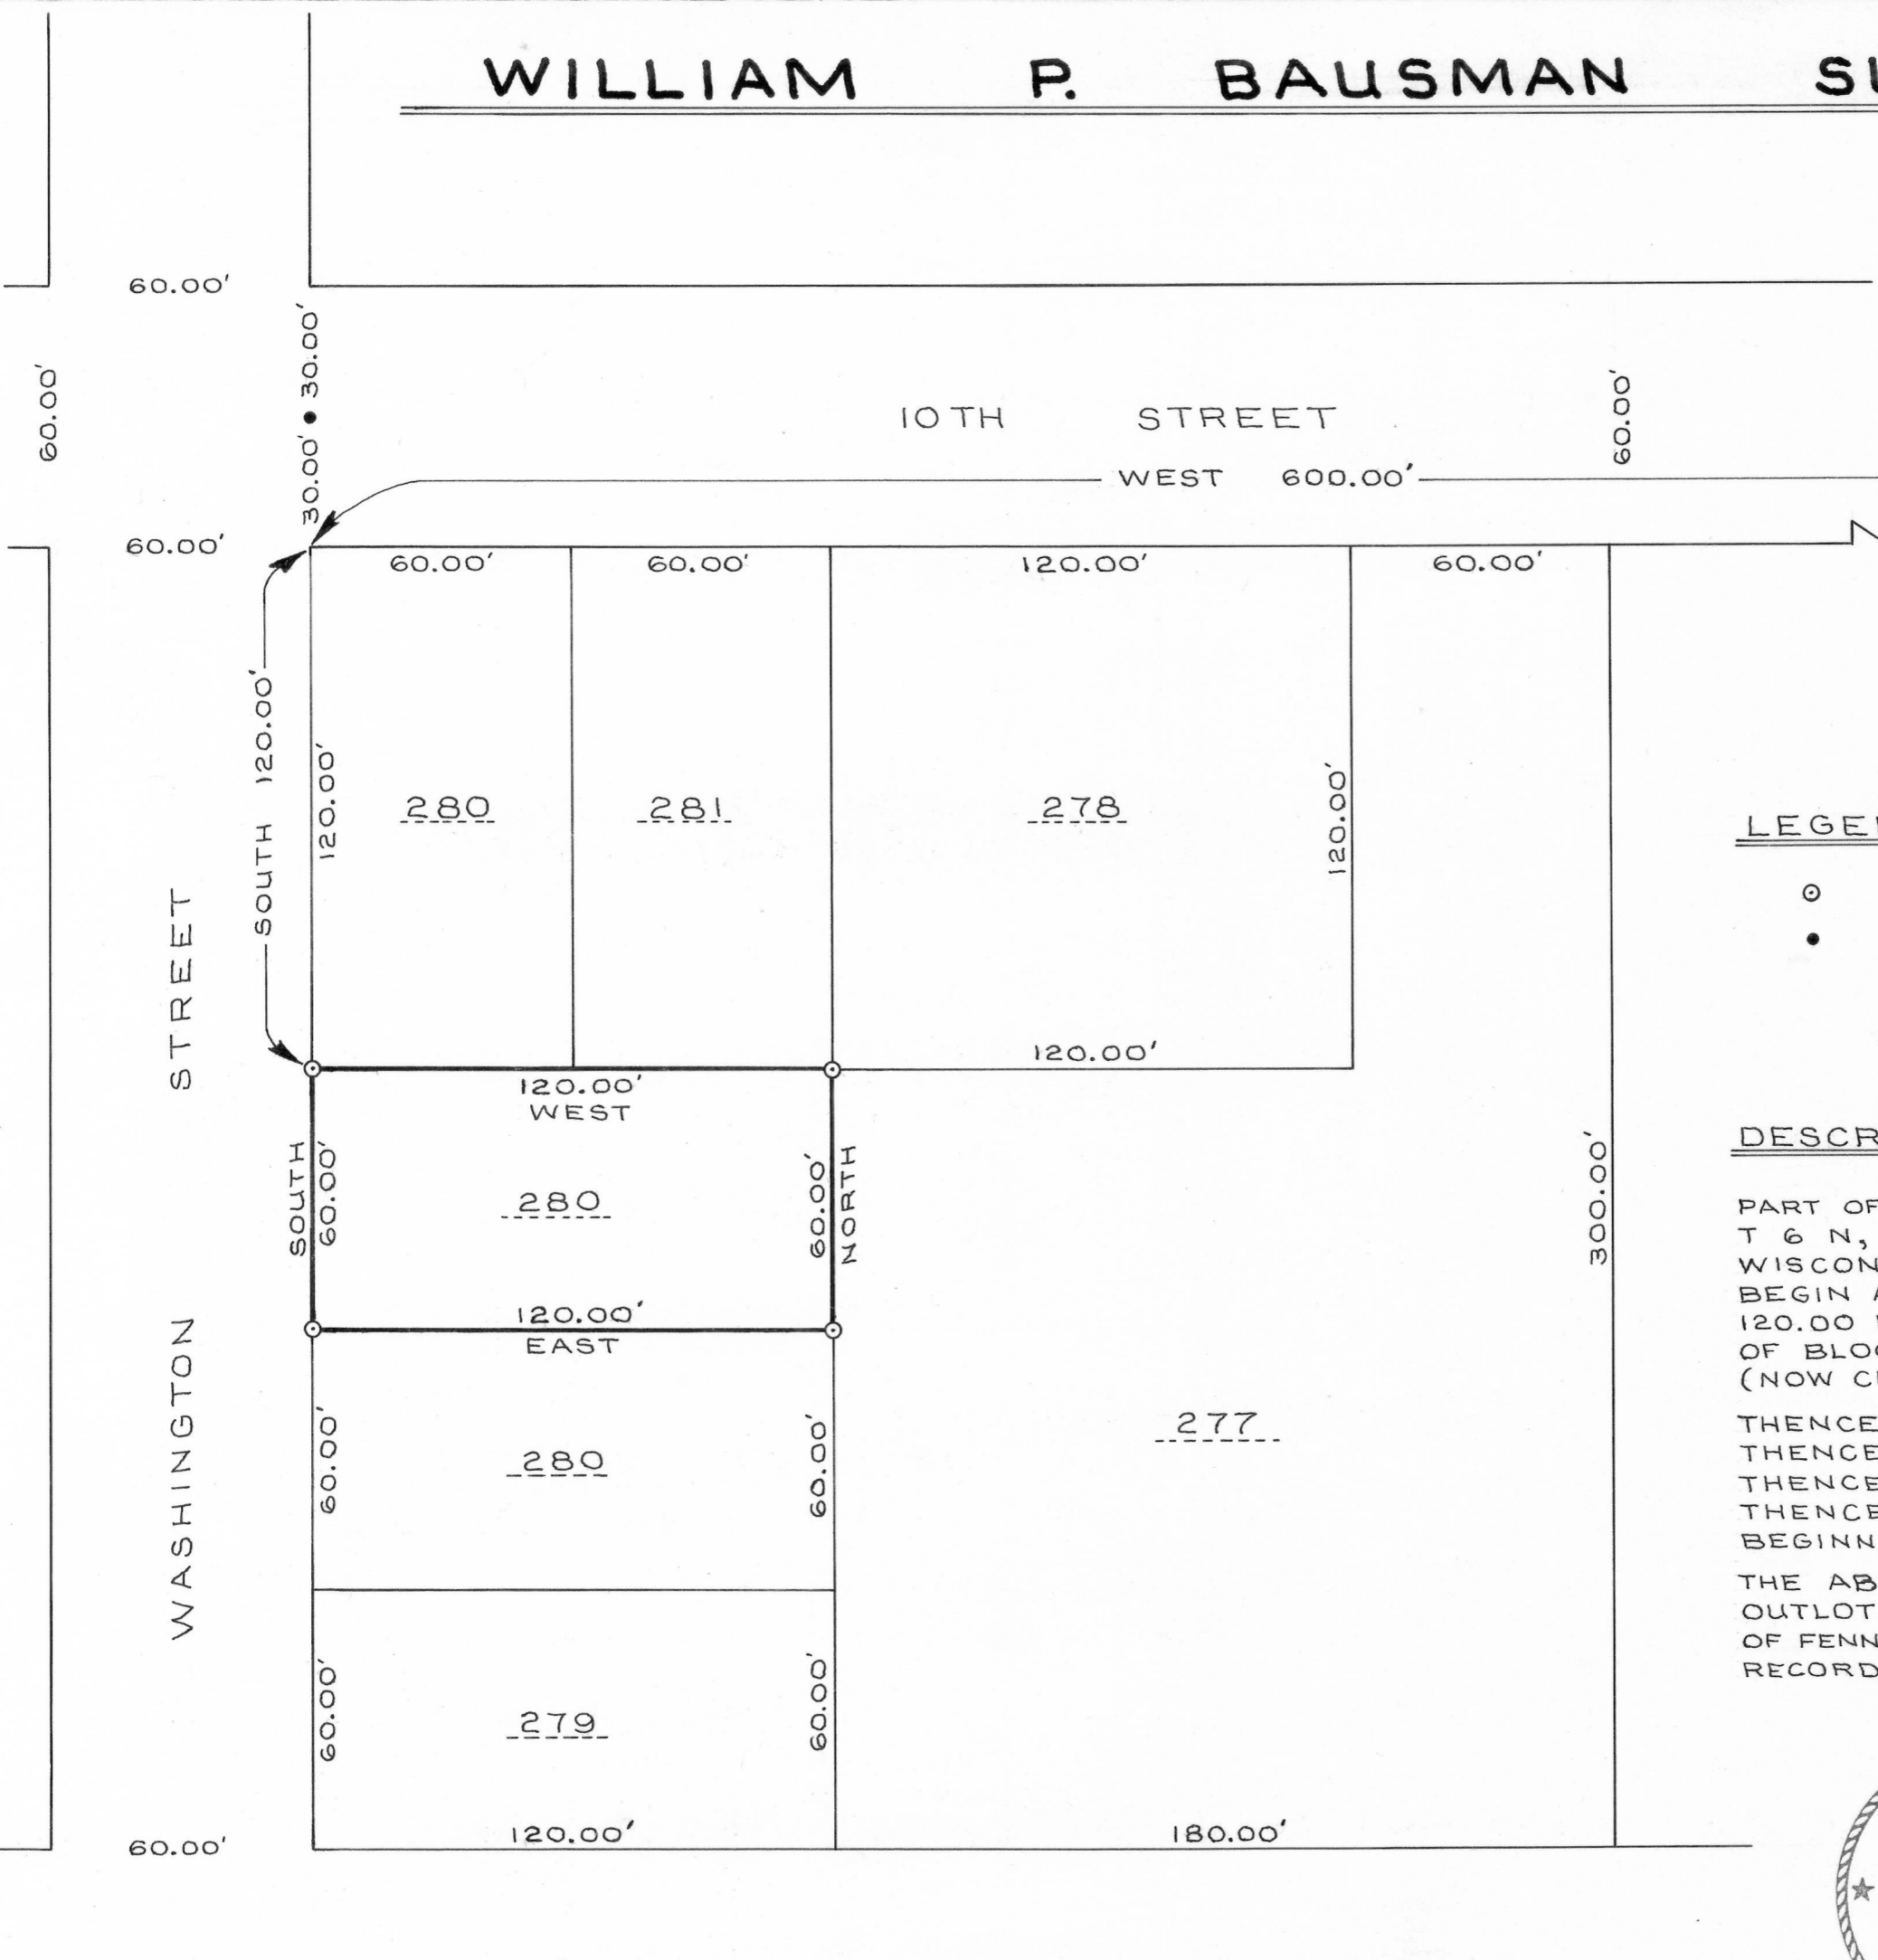 WILLIAM P. BAUSMAN
60.00'
60.00'
30.00' • 30.00'
10TH STREET
60.00'
WEST 600.00'
60.00'
60.00'
60.00'
120.00'
60.00'
SOUTH 120.00'
120.00'
280
281
278
120.00'
LEGE
120.00'
120.00'
WEST
SOUTH
60.00'
280
60.00'
NORTH
120.00'
EAST
300.00'
WASHINGTON STREET
60.00'
280
60.00'
277
60.00'
279
60.00'
60.00'
120.00'
180.00'
DESCR
PART OF
T 6 N,
WISCON
BEGIN
120.00
OF BLO
(NOW C
THENCE
THENCE
THENCE
THENCE
BEGINN
THE AB
OUTLOT
OF FENN
RECORD